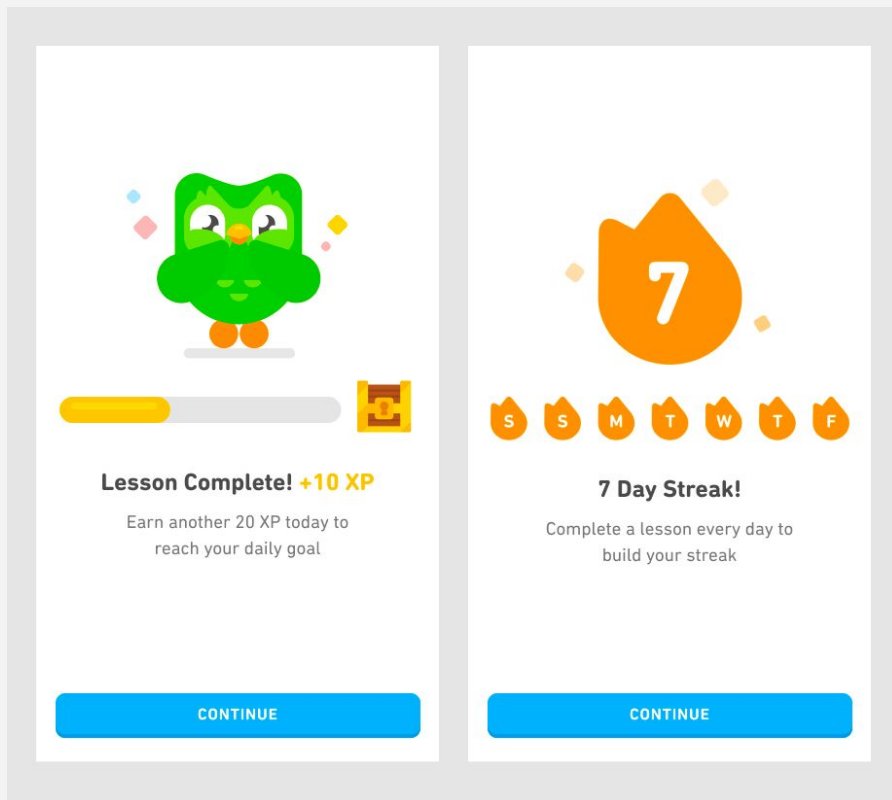 Lesson Complete! +10 XP
Earn another 20 XP today to
reach your daily goal
CONTINUE
7
S S M T W T F
7 Day Streak!
Complete a lesson every day to
build your streak
CONTINUE